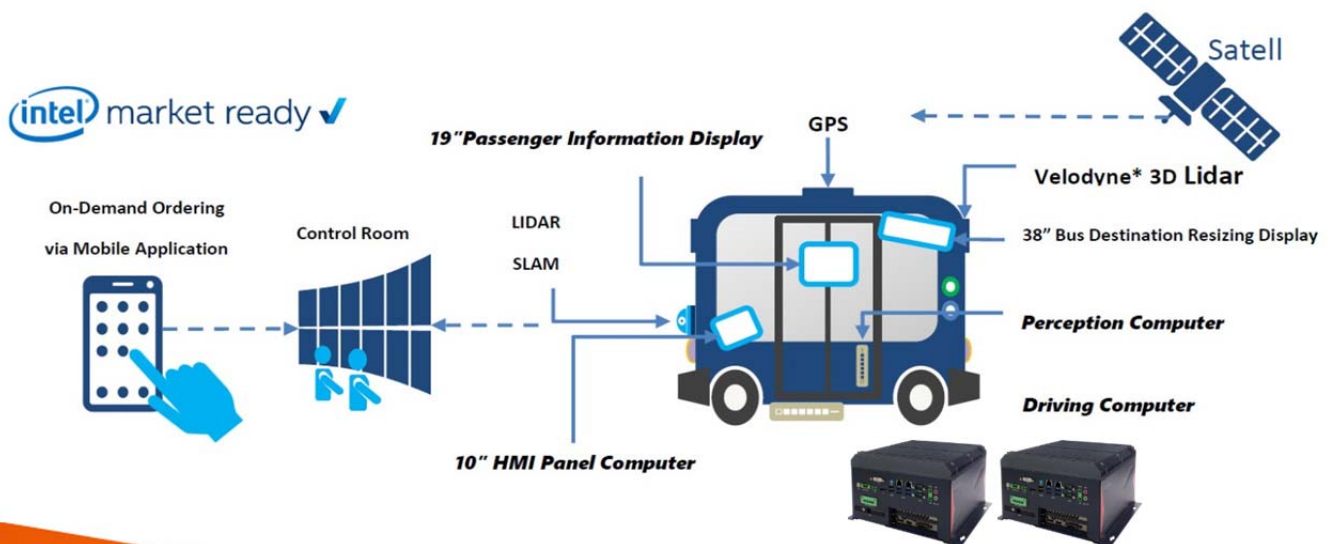 intel market ready
Satell
19"Passenger Information Display
GPS
Velodyne* 3D Lidar
On-Demand Ordering
via Mobile Application
Control Room
LIDAR
SLAM
38" Bus Destination Resizing Display
Perception Computer
Driving Computer
10" HMI Panel Computer